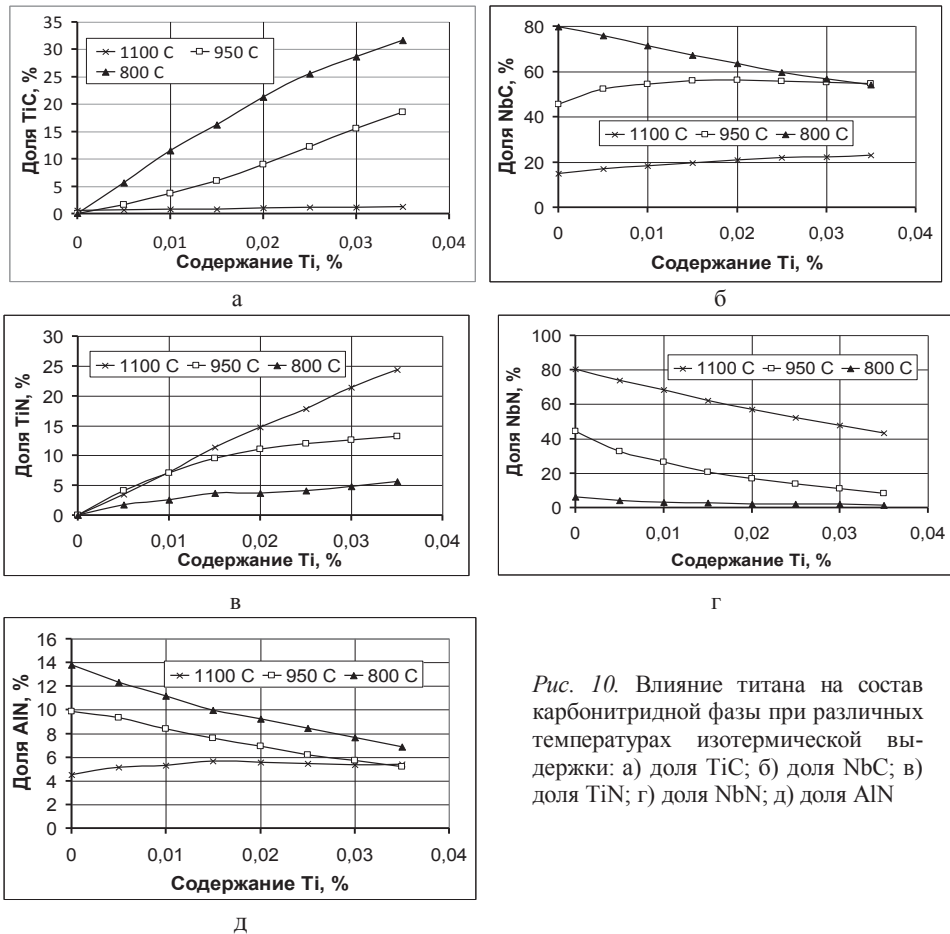 35
30
25
20
15
10
5
0
Доля TiC, %
1100 C 950 C
800 C
0 0,01 0,02 0,03 0,04
Содержание Ti, %
а
80
60
40
20
0
Доля NbC, %
1100 C 950 C 800 C
0 0,01 0,02 0,03 0,04
Содержание Ti, %
б
30
25
20
15
10
5
0
Доля TiN, %
1100 C 950 C 800 C
0 0,01 0,02 0,03 0,04
Содержание Ti, %
в
100
80
60
40
20
0
Доля NbN, %
1100 C 950 C 800 C
0 0,01 0,02 0,03 0,04
Содержание Ti, %
г
16
14
12
10
8
6
4
2
0
Доля AlN, %
1100 C 950 C 800 C
0 0,01 0,02 0,03 0,04
Содержание Ti, %
д
Рис. 10. Влияние титана на состав
карбонитридной фазы при различных
температурах изотермической вы-
держки: а) доля TiC; б) доля NbC; в)
доля TiN; г) доля NbN; д) доля AlN